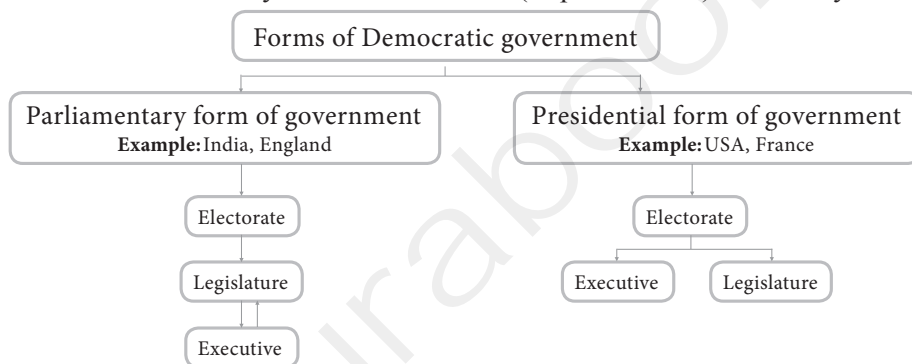 Forms of Democratic government
Parliamentary form of government
Example: India, England
Presidential form of government
Example: USA, France
Electorate
Electorate
Legislature
Executive
Legislature
Executive